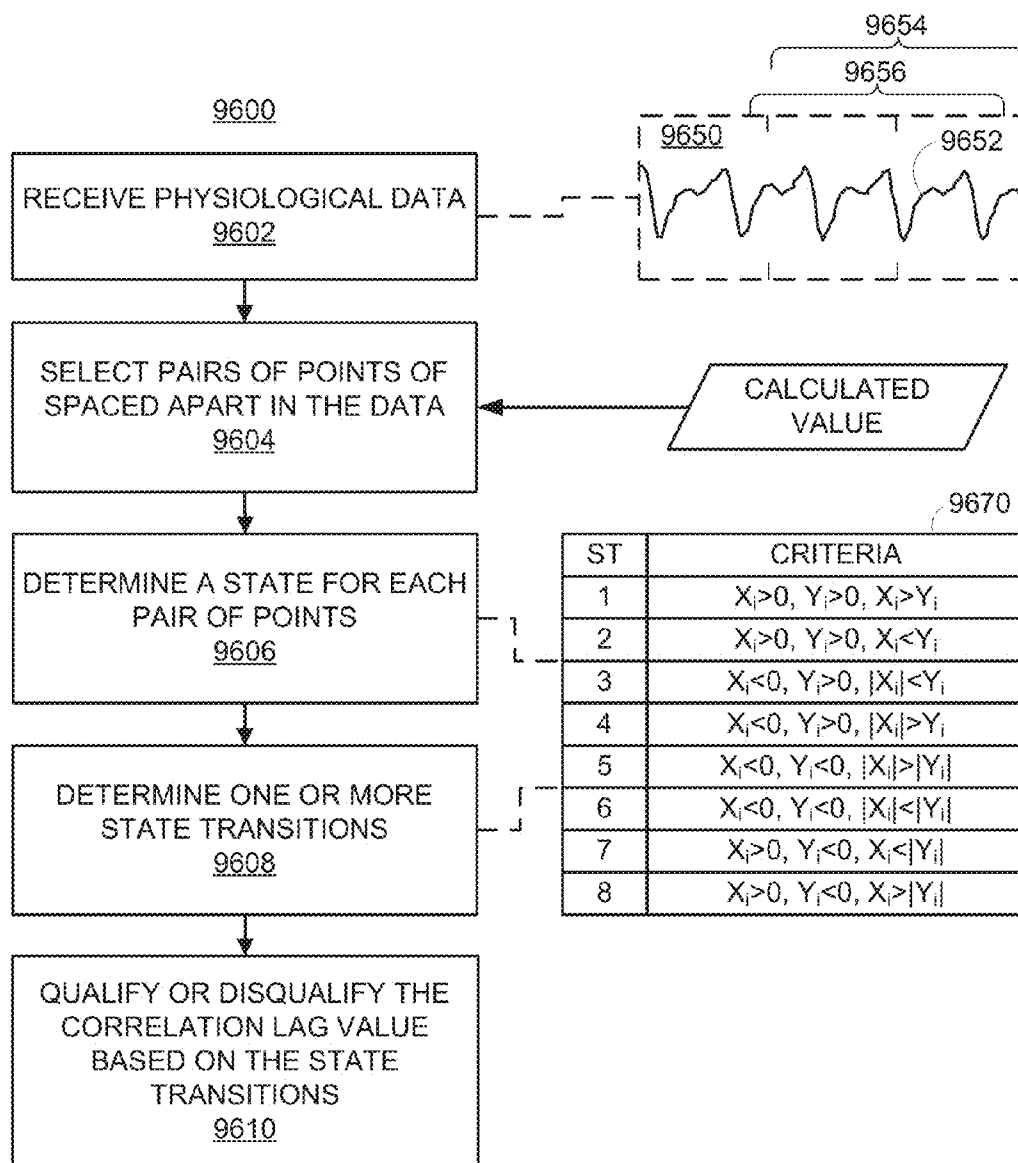 9654
9656
9600
9650
9652
RECEIVE PHYSIOLOGICAL DATA
9602
SELECT PAIRS OF POINTS OF
SPACED APART IN THE DATA
9604
CALCULATED
VALUE
9670
DETERMINE A STATE FOR EACH
PAIR OF POINTS
9606
DETERMINE ONE OR MORE
STATE TRANSITIONS
9608
QUALIFY OR DISQUALIFY THE
CORRELATION LAG VALUE
BASED ON THE STATE
TRANSITIONS
9610
ST CRITERIA
1 Xᵢ>0, Yᵢ>0, Xᵢ>Yᵢ
2 Xᵢ>0, Yᵢ>0, Xᵢ<Yᵢ
3 Xᵢ<0, Yᵢ>0, |Xᵢ|<Yᵢ
4 Xᵢ<0, Yᵢ>0, |Xᵢ|>Yᵢ
5 Xᵢ<0, Yᵢ<0, |Xᵢ|>|Yᵢ|
6 Xᵢ<0, Yᵢ<0, |Xᵢ|<|Yᵢ|
7 Xᵢ>0, Yᵢ<0, Xᵢ<|Yᵢ|
8 Xᵢ>0, Yᵢ<0, Xᵢ>|Yᵢ|